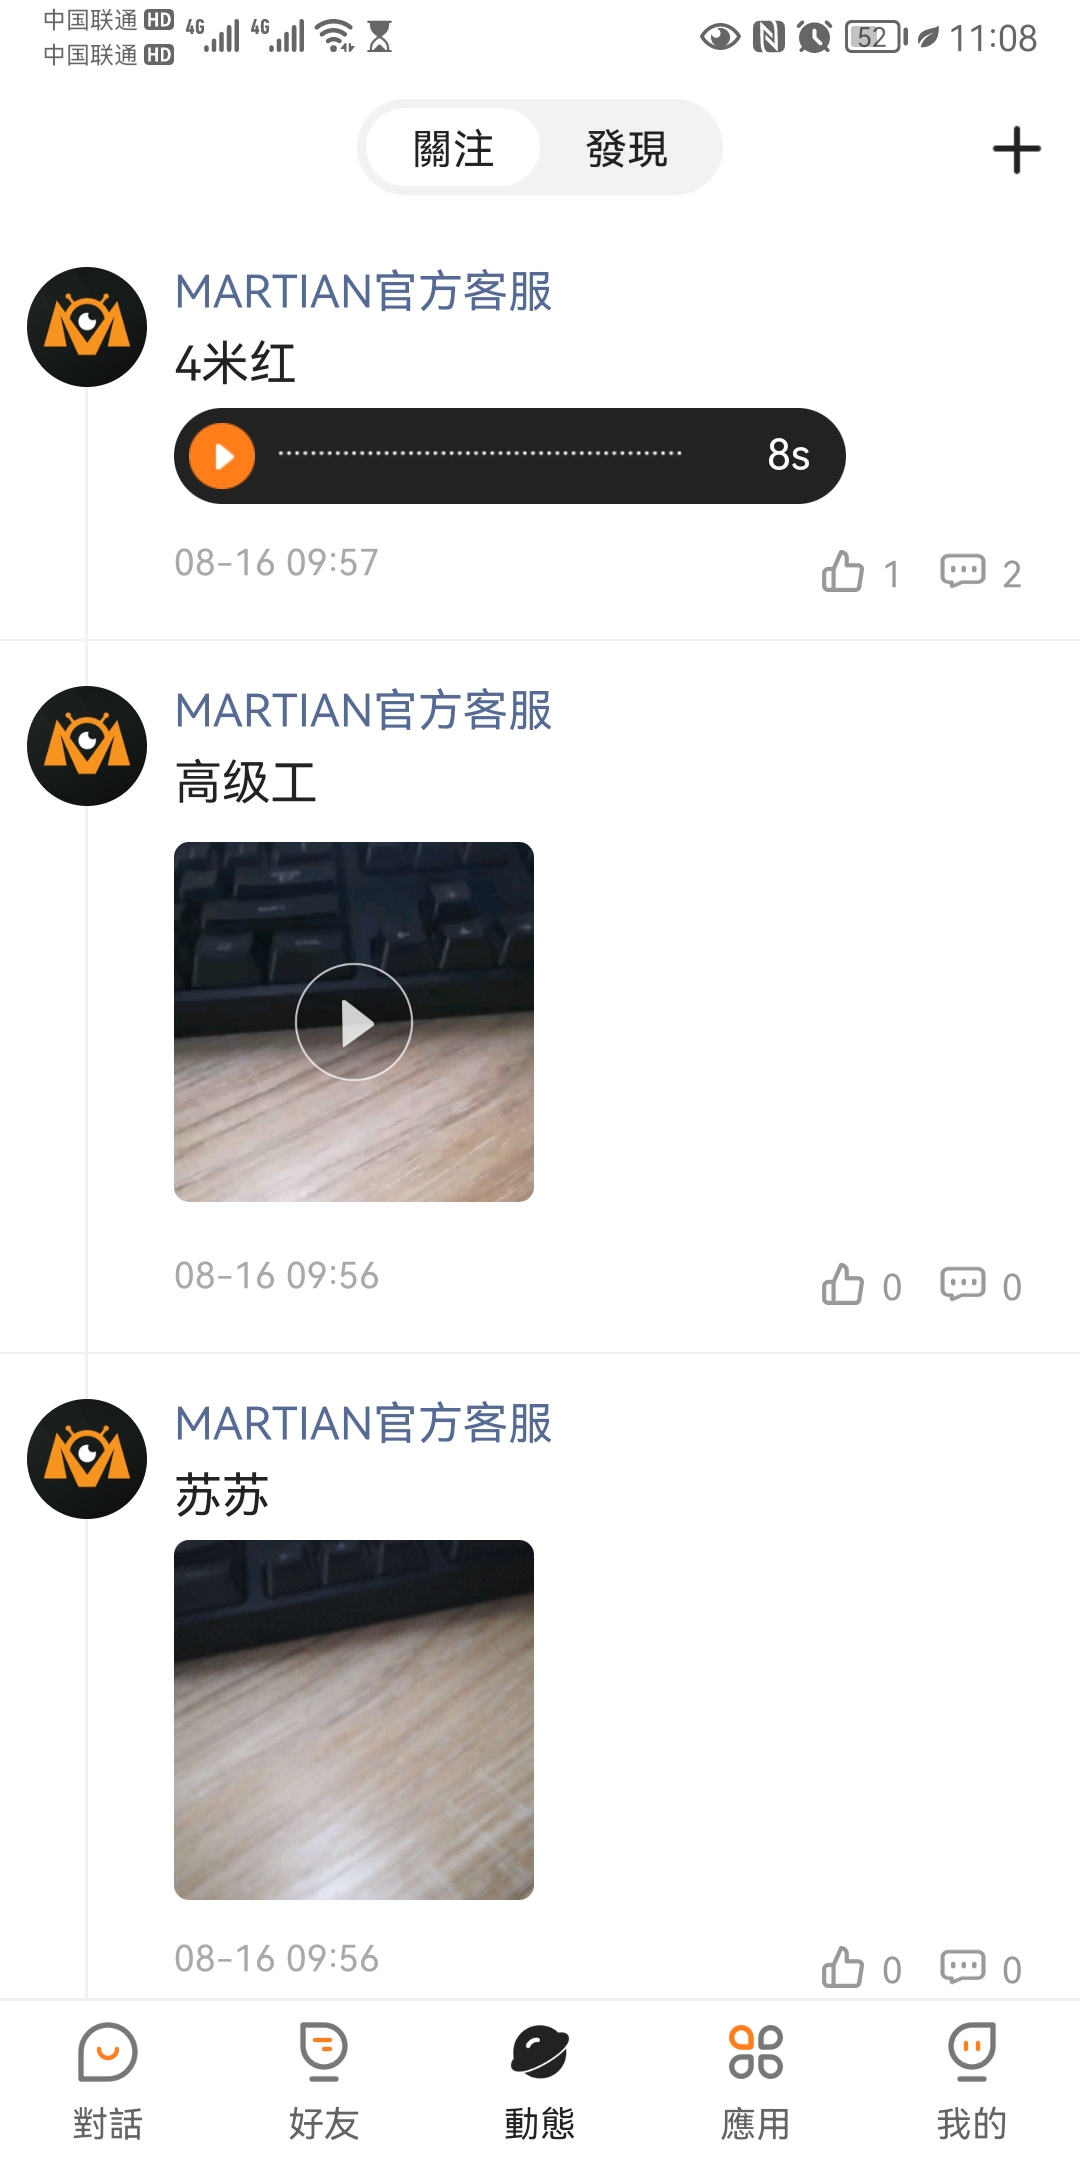 中国联通 HD 4G 4G 52 11:08
中国联通 HD
關注 發現
MARTIAN官方客服
4米红
8s
08-16 09:57 1 2
MARTIAN官方客服
高级工
08-16 09:56 0 0
MARTIAN官方客服
苏苏
08-16 09:56 0 0
對話 好友 動態 應用 我的